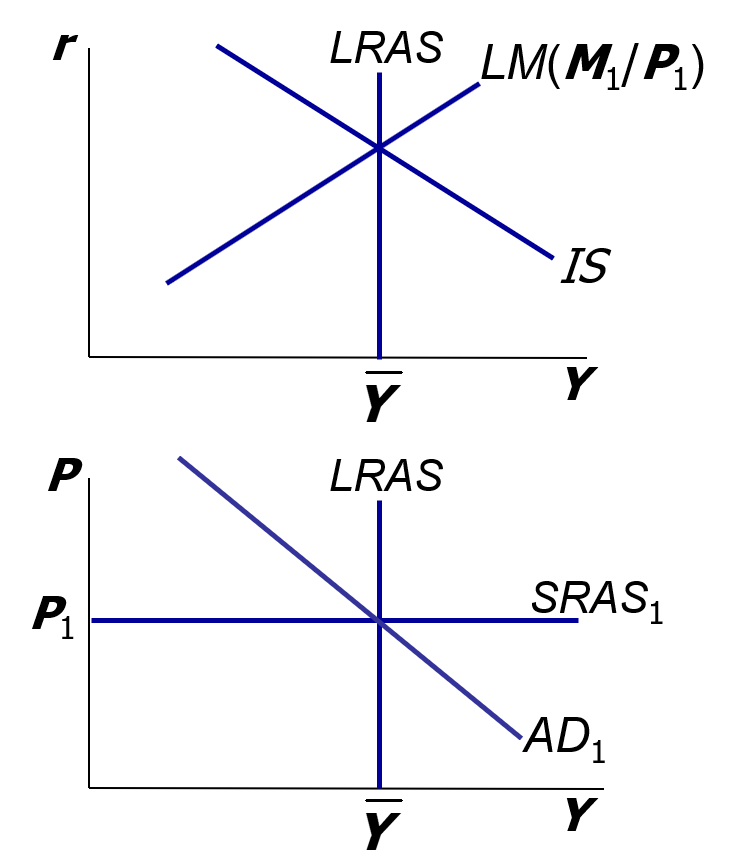 r
LRAS
LM(M₁/P₁)
IS
Y̅
Y
P
LRAS
P₁
SRAS₁
AD₁
Y̅
Y